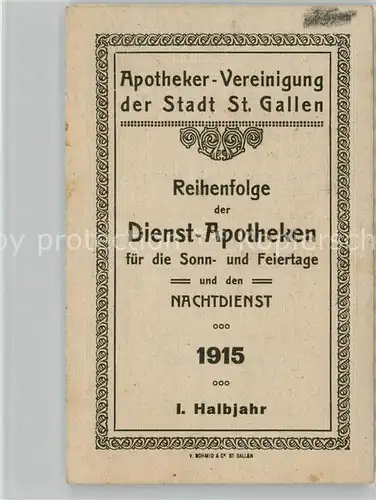 Apotheker-Vereinigung
der Stadt St. Gallen
Reihenfolge
der
Dienst-Apotheken
für die Sonn- und Feiertage
und den
NACHTDIENST
1915
I. Halbjahr